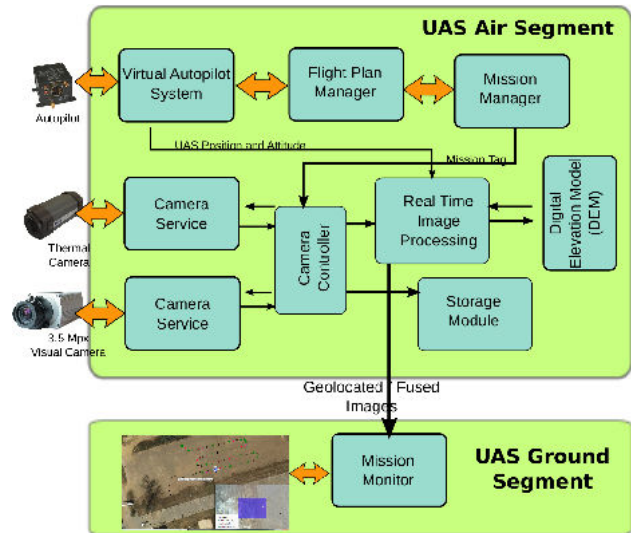 UAS Air Segment
Virtual Autopilot
System
Flight Plan
Manager
Mission
Manager
Autopilot
UAS Position and Attitude
Mission Tag
Camera
Service
Thermal
Camera
Camera
Controller
Real Time
Image
Processing
Digital
Elevation Model
(DEM)
Camera
Service
3.5 Mpx
Visual Camera
Storage
Module
Geolocated / Fused
Images
Mission
Monitor
UAS Ground
Segment